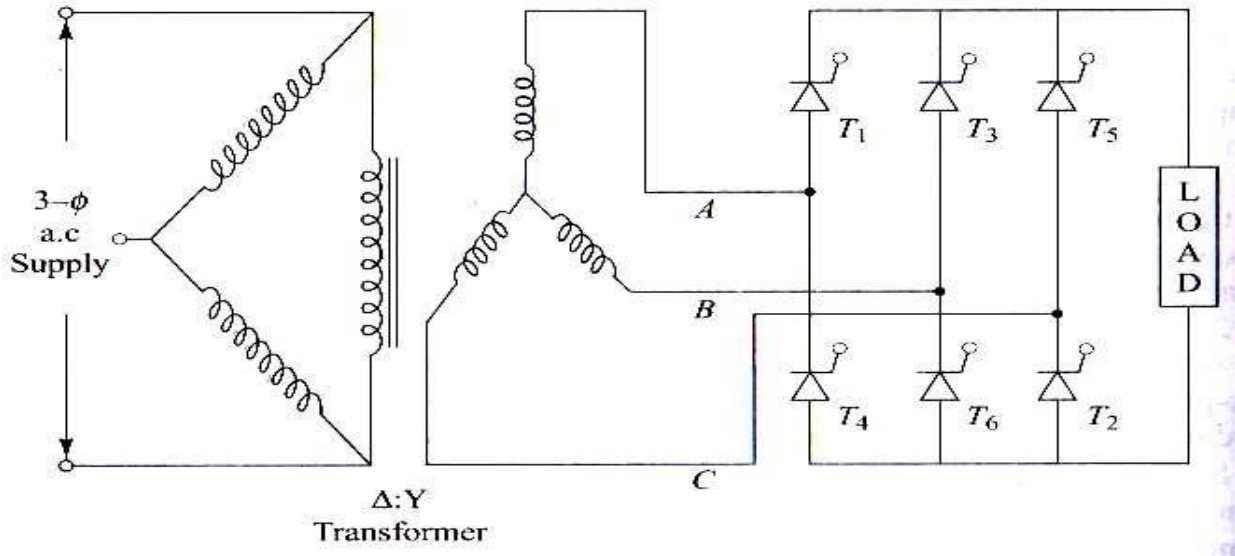 3–ϕ
a.c
Supply
A
B
C
T₁
T₃
T₅
T₄
T₆
T₂
L
O
A
D
Δ:Y
Transformer